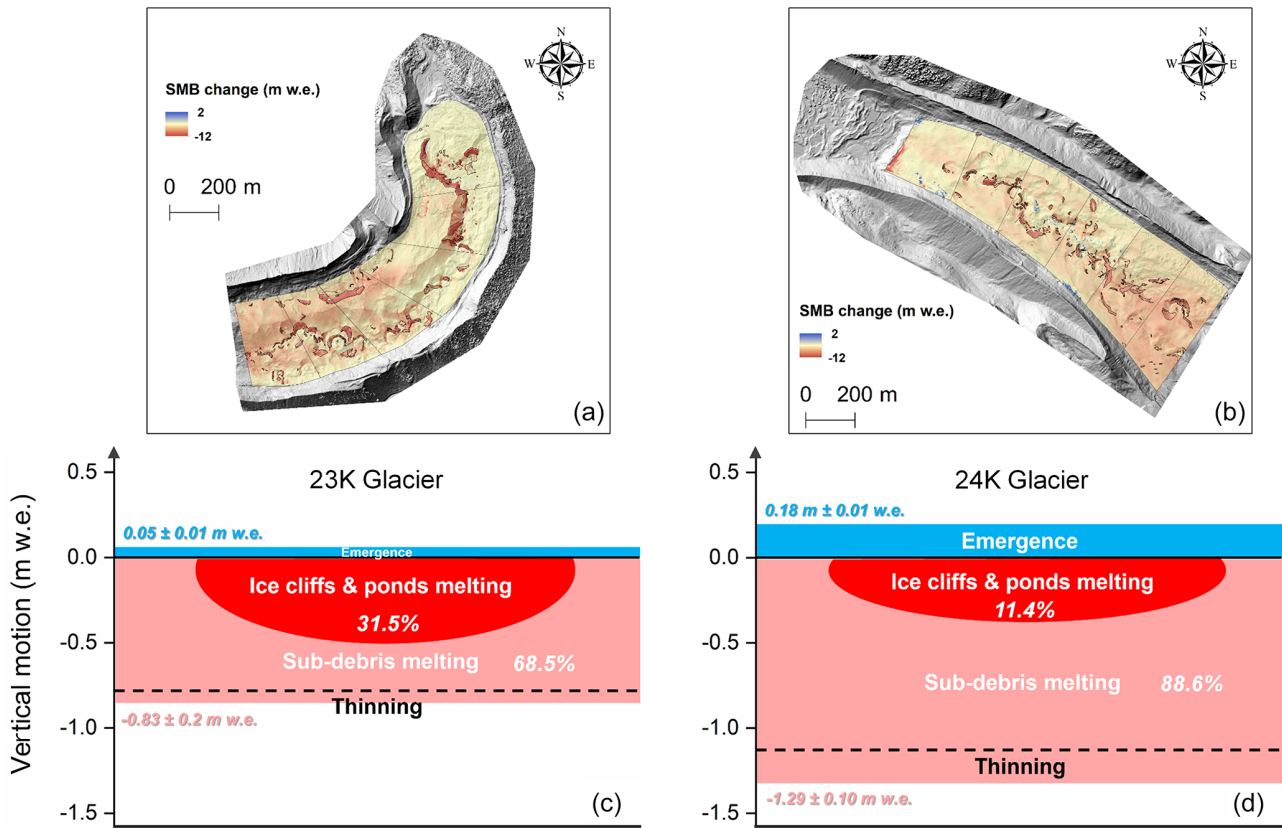 N
W E
S
SMB change (m w.e.)
2
-12
0 200 m
(a)
N
W E
S
SMB change (m w.e.)
2
-12
0 200 m
(b)
Vertical motion (m w.e.)
0.5
0.0
-0.5
-1.0
-1.5
23K Glacier
0.05 ± 0.01 m w.e.
Emergence
Ice cliffs & ponds melting
31.5%
Sub-debris melting 68.5%
Thinning
-0.83 ± 0.2 m w.e.
(c)
0.5
0.0
-0.5
-1.0
-1.5
24K Glacier
0.18 m ± 0.01 m w.e.
Emergence
Ice cliffs & ponds melting
11.4%
Sub-debris melting 88.6%
Thinning
-1.29 ± 0.10 m w.e.
(d)